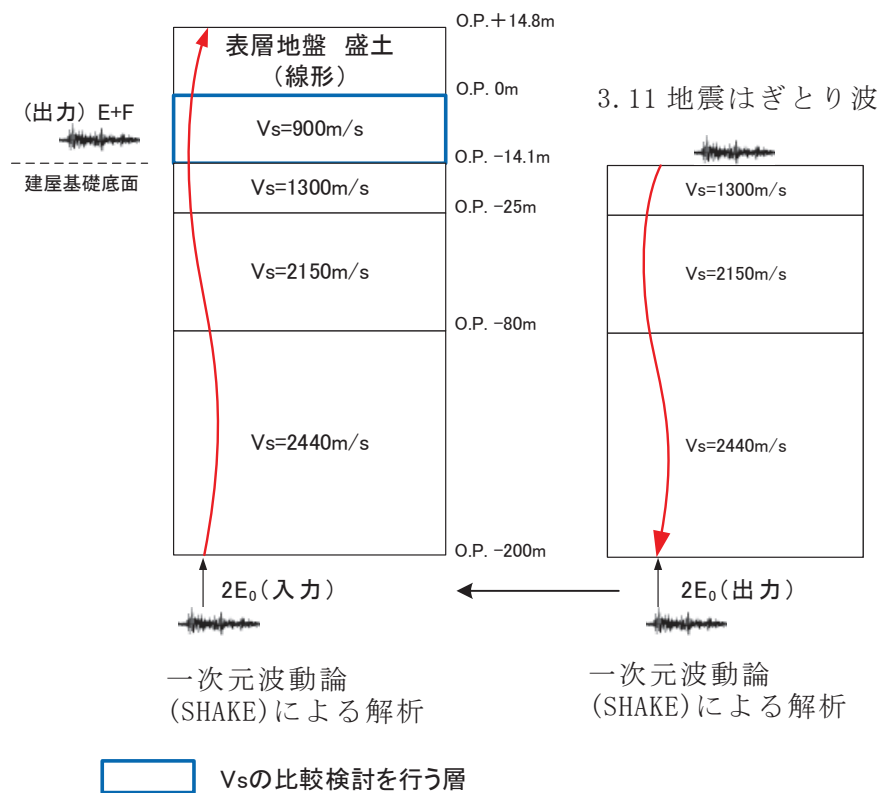 O.P.+14.8m
表層地盤 盛土
(線形)
O.P. 0m
3.11 地震はぎとり波
(出力) E+F
Vs=900m/s
O.P. -14.1m
建屋基礎底面
Vs=1300m/s
Vs=1300m/s
O.P. -25m
Vs=2150m/s
Vs=2150m/s
O.P. -80m
Vs=2440m/s
Vs=2440m/s
O.P. -200m
2E₀(入力)
2E₀(出力)
一次元波動論
(SHAKE)による解析
一次元波動論
(SHAKE)による解析
Vsの比較検討を行う層